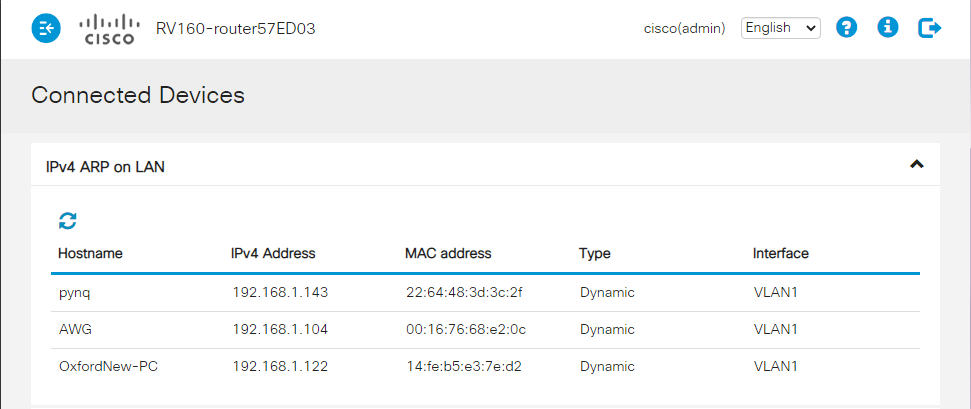 CISCO RV160-router57ED03 cisco(admin) English ? i
Connected Devices
IPv4 ARP on LAN
Hostname IPv4 Address MAC address Type Interface
pynq 192.168.1.143 22:64:48:3d:3c:2f Dynamic VLAN1
AWG 192.168.1.104 00:16:76:68:e2:0c Dynamic VLAN1
OxfordNew-PC 192.168.1.122 14:fe:b5:e3:7e:d2 Dynamic VLAN1